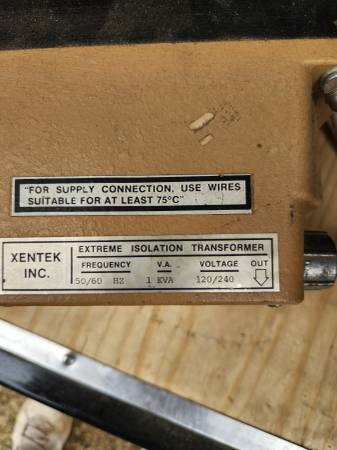 "FOR SUPPLY CONNECTION, USE WIRES
SUITABLE FOR AT LEAST 75°C"
XENTEK
INC.
EXTREME ISOLATION TRANSFORMER
FREQUENCY V.A. VOLTAGE OUT
50/60 HZ 1 KVA 120/240